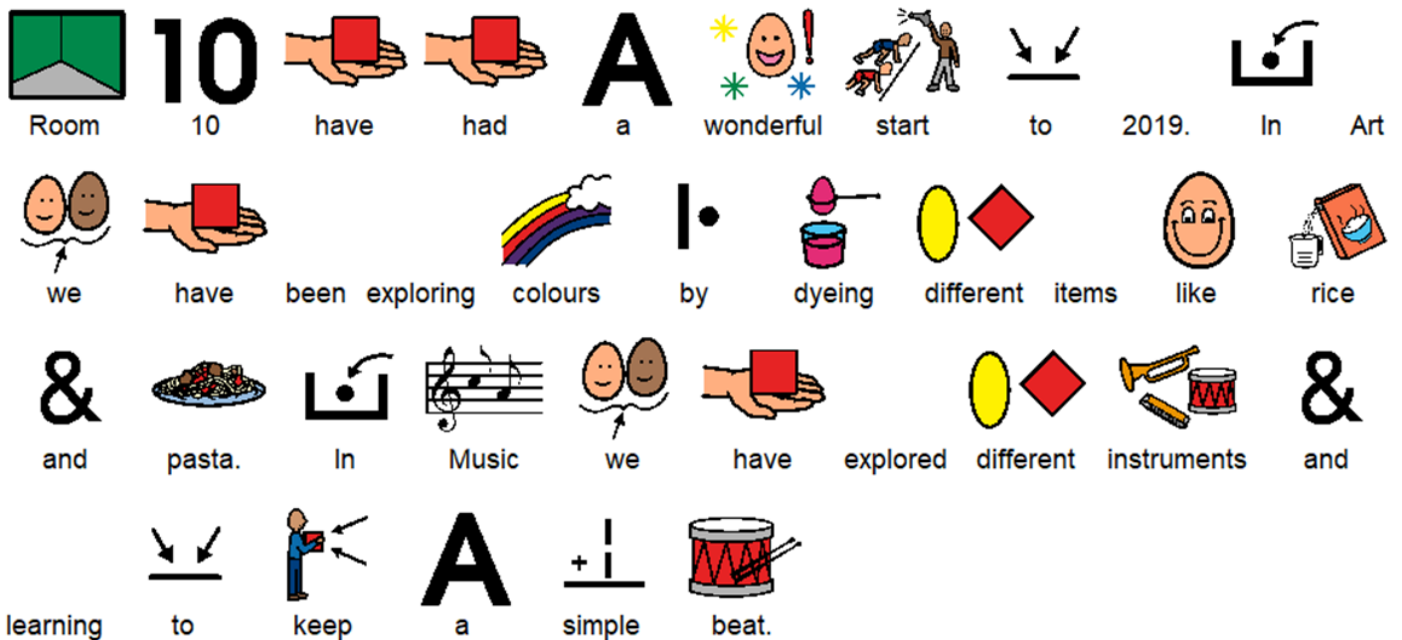 10 A
Room 10 have had a wonderful start to 2019. In Art
we have been exploring colours by dyeing different items like rice
& &
and pasta. In Music we have explored different instruments and
A
learning to keep a simple beat.